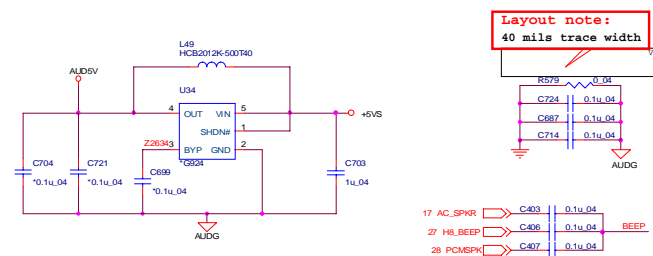 Layout note:
40 mils trace width
L49
HCB2012K-500T40
AUD5V
U34
4 OUT VIN 5
SHDN# 1
Z2634 3 BYP GND 2
*G924
+5VS
C704
*0.1u_04
C721
*0.1u_04
C699
*0.1u_04
C703
1u_04
AUDG
R579 0_04
C724 0.1u_04
C687 0.1u_04
C714 0.1u_04
AUDG
17 AC_SPKR C403 0.1u_04
27 H8_BEEP C406 0.1u_04
BEEP
28 PCMSPK C407 0.1u_04